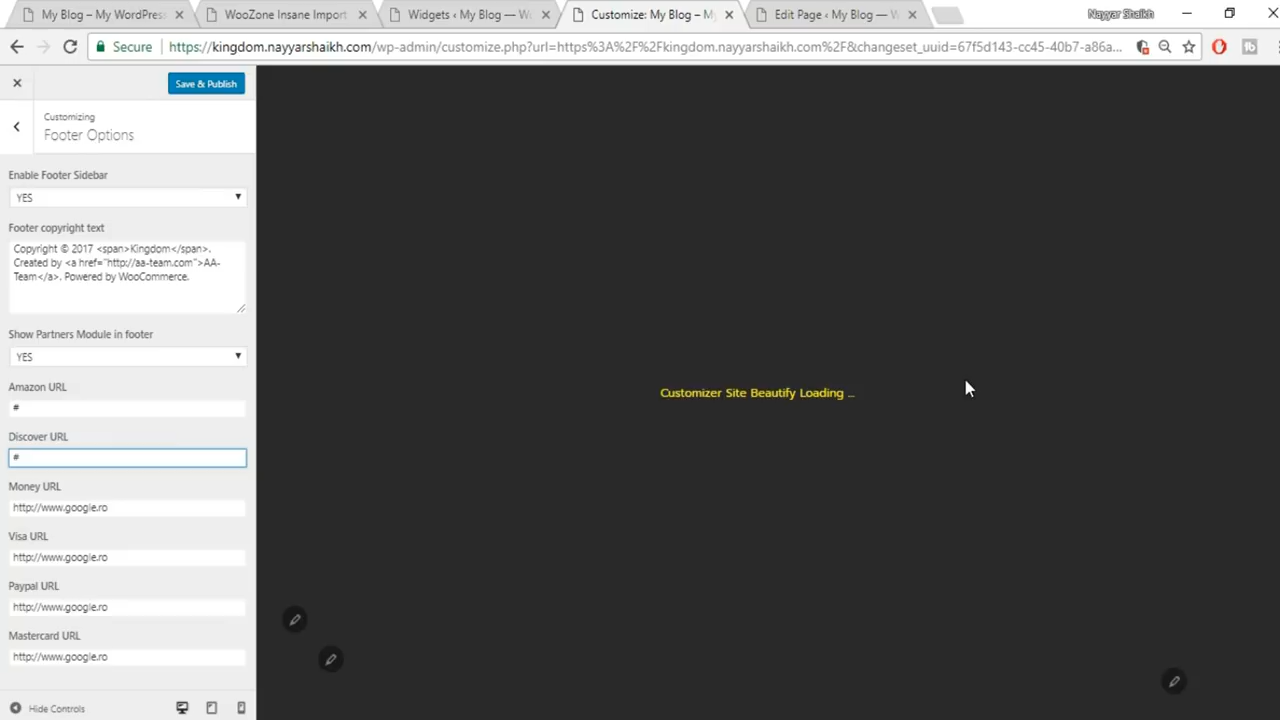 My Blog – My WordPress
WooZone Insane Import
Widgets ‹ My Blog — W
Customize: My Blog – M
Edit Page ‹ My Blog — W
Nayyar Shaikh
Secure
https://kingdom.nayyarshaikh.com/wp-admin/customize.php?url=https%3A%2F%2Fkingdom.nayyarshaikh.com%2F&changeset_uuid=67f5d143-cc45-40b7-a86a...
Save & Publish
Customizing
Footer Options
Enable Footer Sidebar
YES
Footer copyright text
Copyright © 2017 <span>Kingdom</span>.
Created by <a href="http://aa-team.com">AA-
Team</a>. Powered by WooCommerce.
Show Partners Module in footer
YES
Amazon URL
#
Discover URL
#
Money URL
http://www.google.ro
Visa URL
http://www.google.ro
Paypal URL
http://www.google.ro
Mastercard URL
http://www.google.ro
Hide Controls
Customizer Site Beautify Loading ...